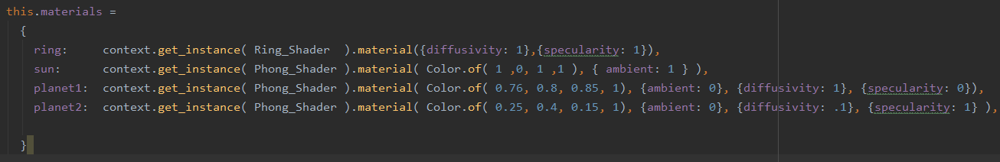 this.materials =
{
ring: context.get_instance( Ring_Shader ).material({diffusivity: 1},{specularity: 1}),
sun: context.get_instance( Phong_Shader ).material( Color.of( 1 ,0, 1 ,1 ), { ambient: 1 } ),
planet1: context.get_instance( Phong_Shader ).material( Color.of( 0.76, 0.8, 0.85, 1), {ambient: 0}, {diffusivity: 1}, {specularity: 0}),
planet2: context.get_instance( Phong_Shader ).material( Color.of( 0.25, 0.4, 0.15, 1), {ambient: 0}, {diffusivity: .1}, {specularity: 1} ),
}